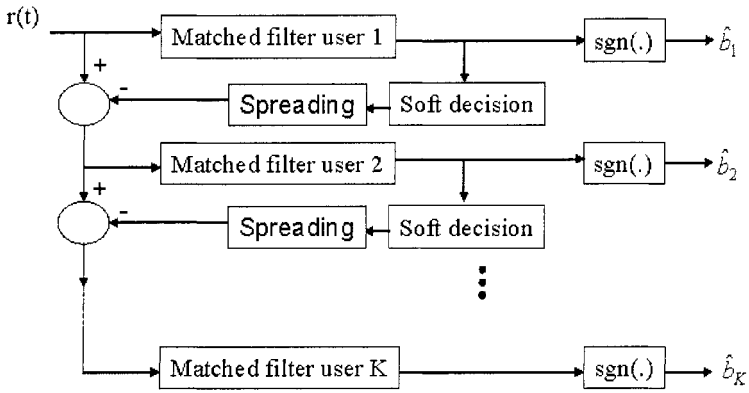 r(t)
Matched filter user 1
sgn(.)
b̂₁
+
-
Spreading
Soft decision
Matched filter user 2
sgn(.)
b̂₂
+
-
Spreading
Soft decision
Matched filter user K
sgn(.)
b̂_K